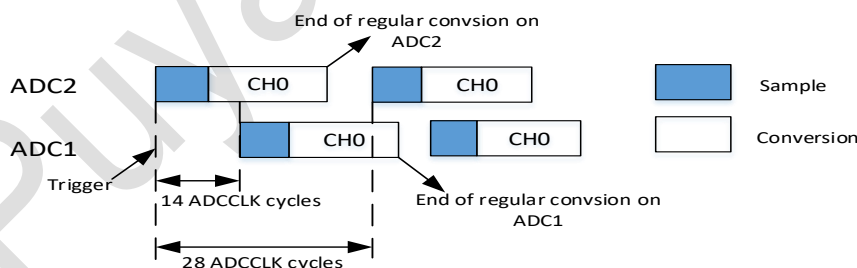 End of regular convsion on
ADC2
ADC2
CH0
CH0
Sample
ADC1
CH0
CH0
Conversion
Trigger
14 ADCCLK cycles
End of regular convsion on
ADC1
28 ADCCLK cycles
Puya